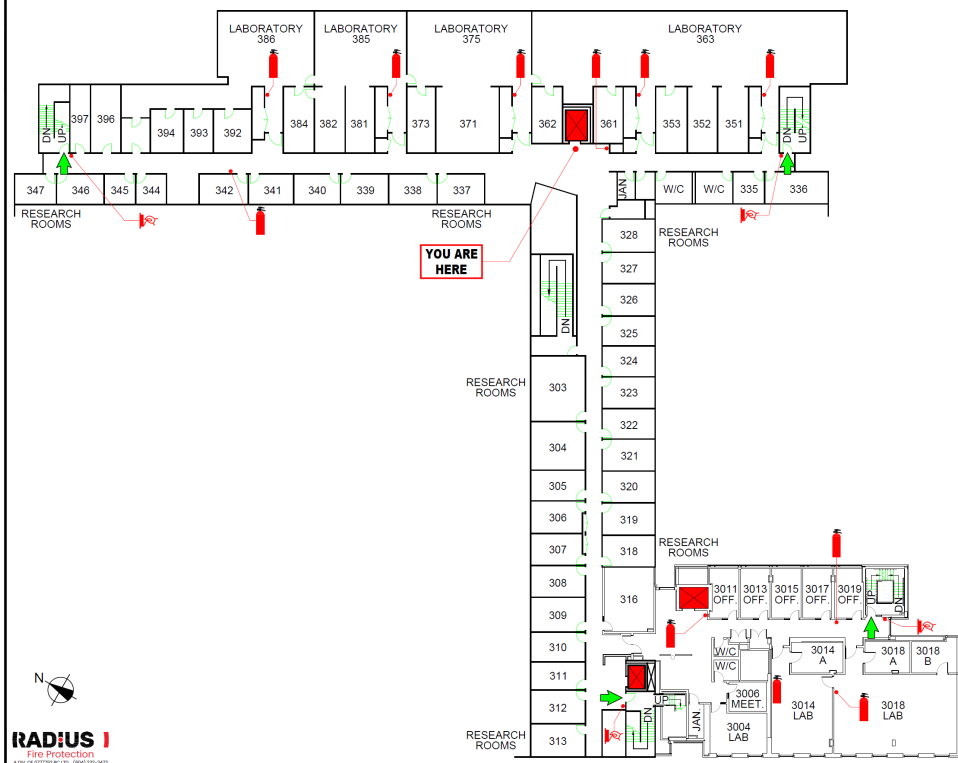 LABORATORY
386
LABORATORY
385
LABORATORY
375
LABORATORY
363
DN
UP
397
396
394
393
392
384
382
381
373
371
362
361
353
352
351
DN
UP
347
346
345
344
342
341
340
339
338
337
JAN
W/C
W/C
335
336
RESEARCH
ROOMS
RESEARCH
ROOMS
RESEARCH
ROOMS
YOU ARE
HERE
328
327
326
325
324
323
322
321
320
319
318
316
DN
RESEARCH
ROOMS
303
304
305
306
307
308
309
310
311
312
313
RESEARCH
ROOMS
RESEARCH
ROOMS
3011
OFF.
3013
OFF.
3015
OFF.
3017
OFF.
3019
OFF.
UP
DN
W/C
W/C
3014
A
3018
A
3018
B
3006
MEET.
3004
LAB
3014
LAB
3018
LAB
UP
DN
JAN.
N
RADIUS
Fire Protection